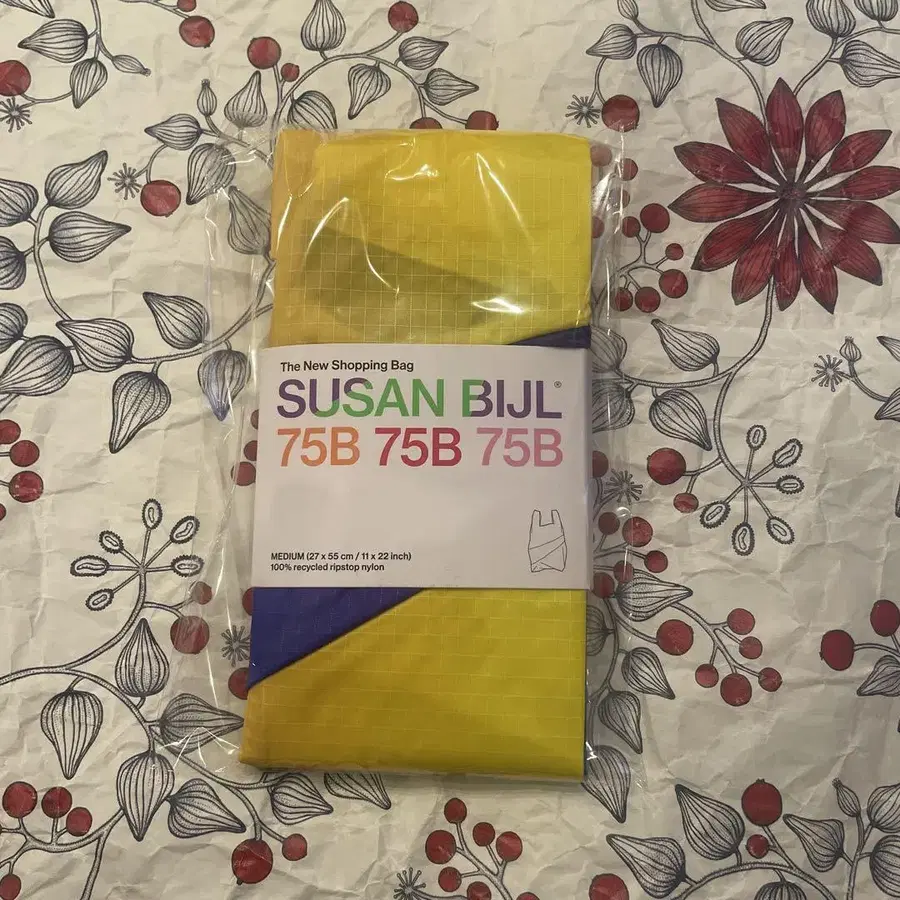 The New Shopping Bag
SUSAN BIJL®
75B 75B 75B
MEDIUM (27 x 55 cm / 11 x 22 inch)
100% recycled ripstop nylon